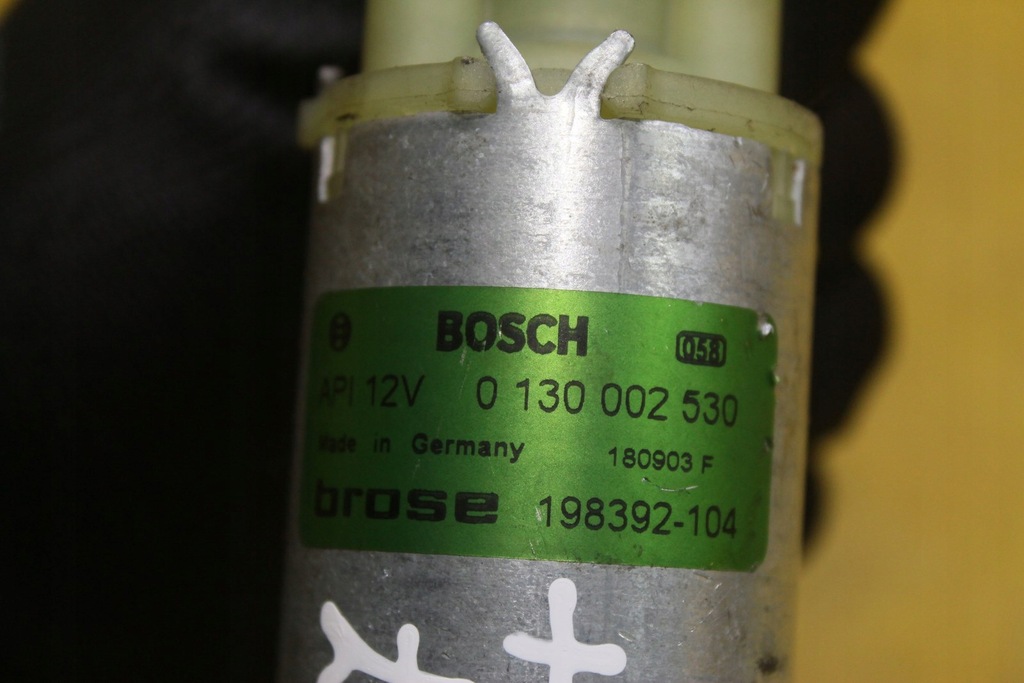 BOSCH 058
API 12V 0 130 002 530
Made in Germany 180903 F
brose 198392-104